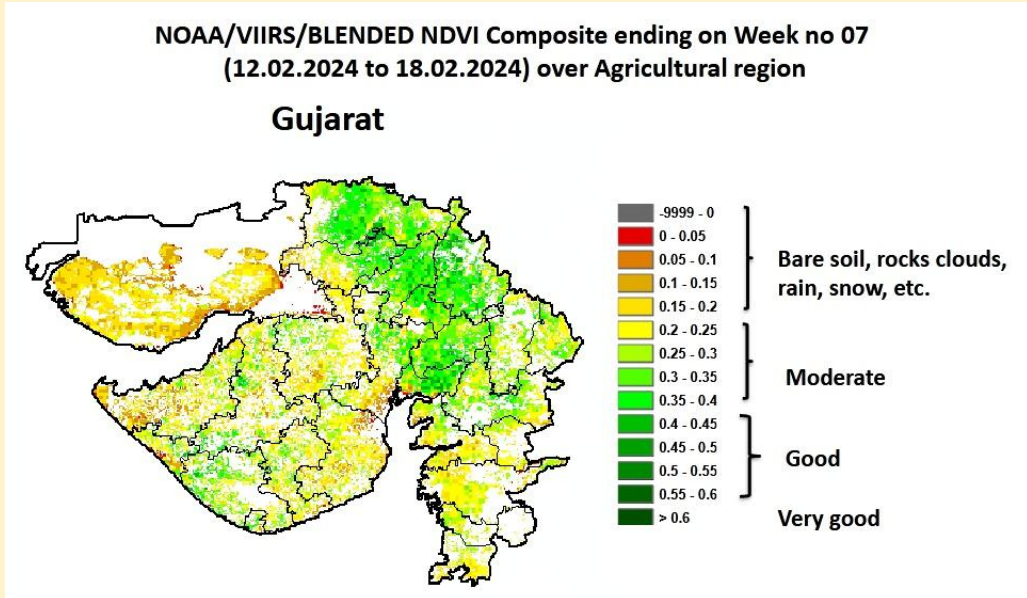 NOAA/VIIRS/BLENDED NDVI Composite ending on Week no 07
(12.02.2024 to 18.02.2024) over Agricultural region
Gujarat
-9999 - 0
0 - 0.05
0.05 - 0.1
0.1 - 0.15
0.15 - 0.2
0.2 - 0.25
0.25 - 0.3
0.3 - 0.35
0.35 - 0.4
0.4 - 0.45
0.45 - 0.5
0.5 - 0.55
0.55 - 0.6
> 0.6
Bare soil, rocks clouds,
rain, snow, etc.
Moderate
Good
Very good